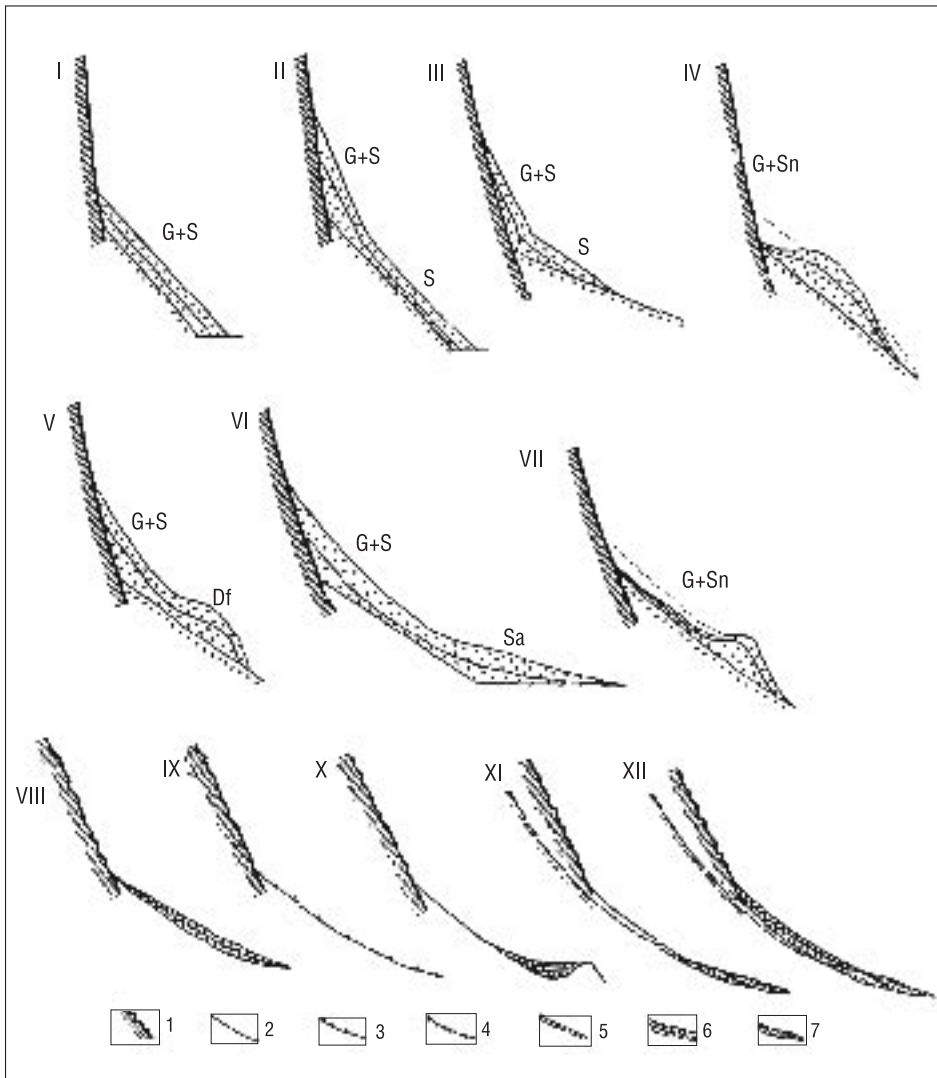 I II III IV
G+S G+S G+S G+Sn
S S
V VI VII
G+S G+S G+Sn
Df Sa
VIII IX X XI XII
1 2 3 4 5 6 7